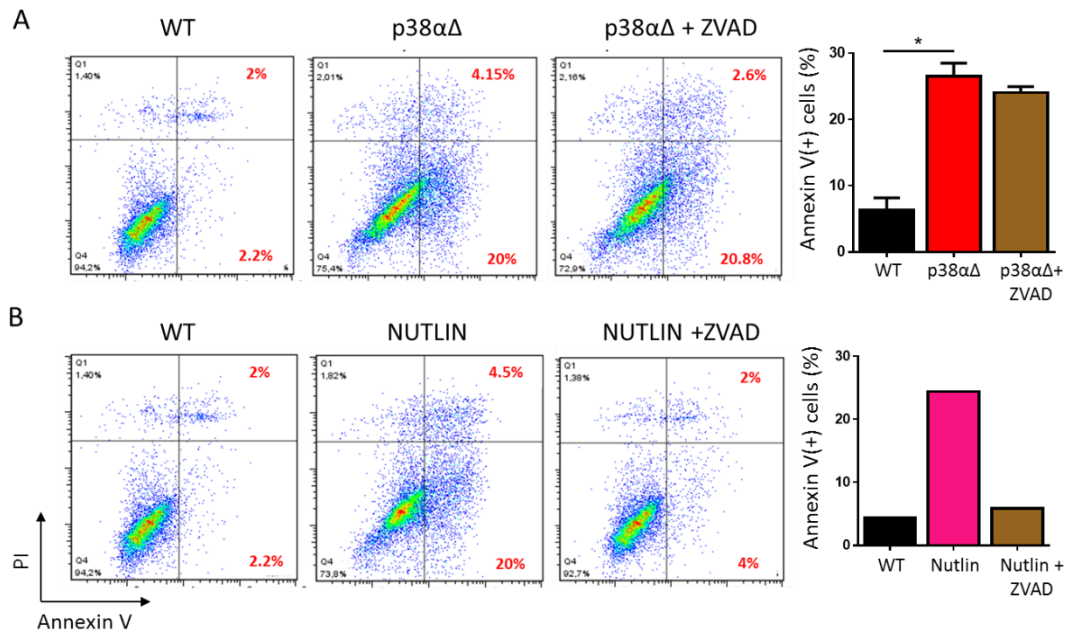 A
WT
p38αΔ
p38αΔ + ZVAD
Q1
1,40%
2%
Q4
94,2%
2.2%
Q1
2,01%
4.15%
Q4
75,4%
20%
Q1
2,16%
2.6%
Q4
72,9%
20.8%
Annexin V(+) cells (%)
30
20
10
0
*
WT
p38αΔ
p38αΔ+
ZVAD
B
WT
NUTLIN
NUTLIN +ZVAD
Q1
1,40%
2%
Q4
94,2%
2.2%
Q1
1,82%
4.5%
Q4
73,8%
20%
Q1
1,38%
2%
Q4
92,7%
4%
PI
Annexin V
Annexin V(+) cells (%)
30
20
10
0
WT
Nutlin
Nutlin +
ZVAD